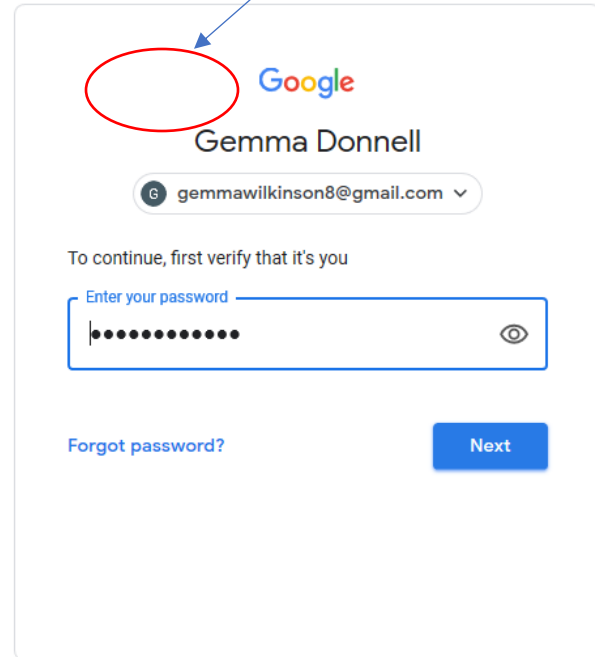 Google
Gemma Donnell
G gemmawilkinson8@gmail.com
To continue, first verify that it's you
Enter your password
••••••••••••
Forgot password?
Next